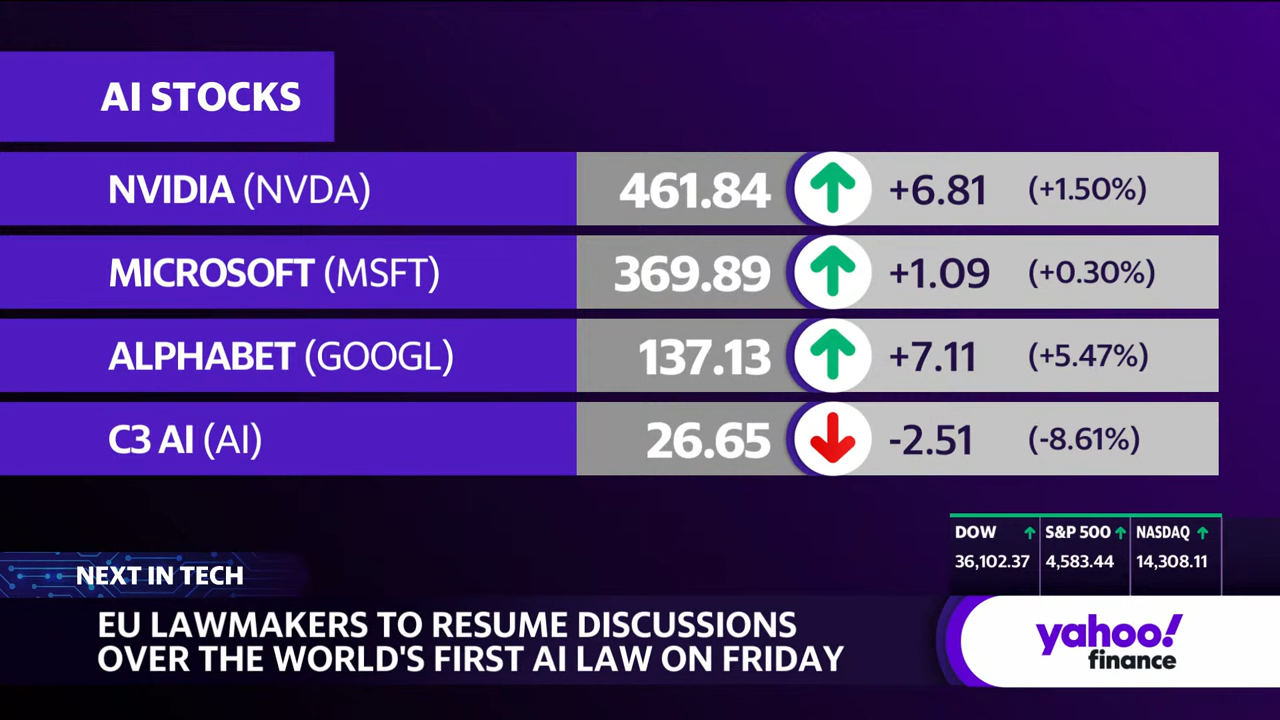 AI STOCKS
NVIDIA (NVDA) 461.84 +6.81 (+1.50%)
MICROSOFT (MSFT) 369.89 +1.09 (+0.30%)
ALPHABET (GOOGL) 137.13 +7.11 (+5.47%)
C3 AI (AI) 26.65 -2.51 (-8.61%)
DOW S&P 500 NASDAQ
36,102.37 4,583.44 14,308.11
NEXT IN TECH
EU LAWMAKERS TO RESUME DISCUSSIONS
OVER THE WORLD'S FIRST AI LAW ON FRIDAY
yahoo!
finance